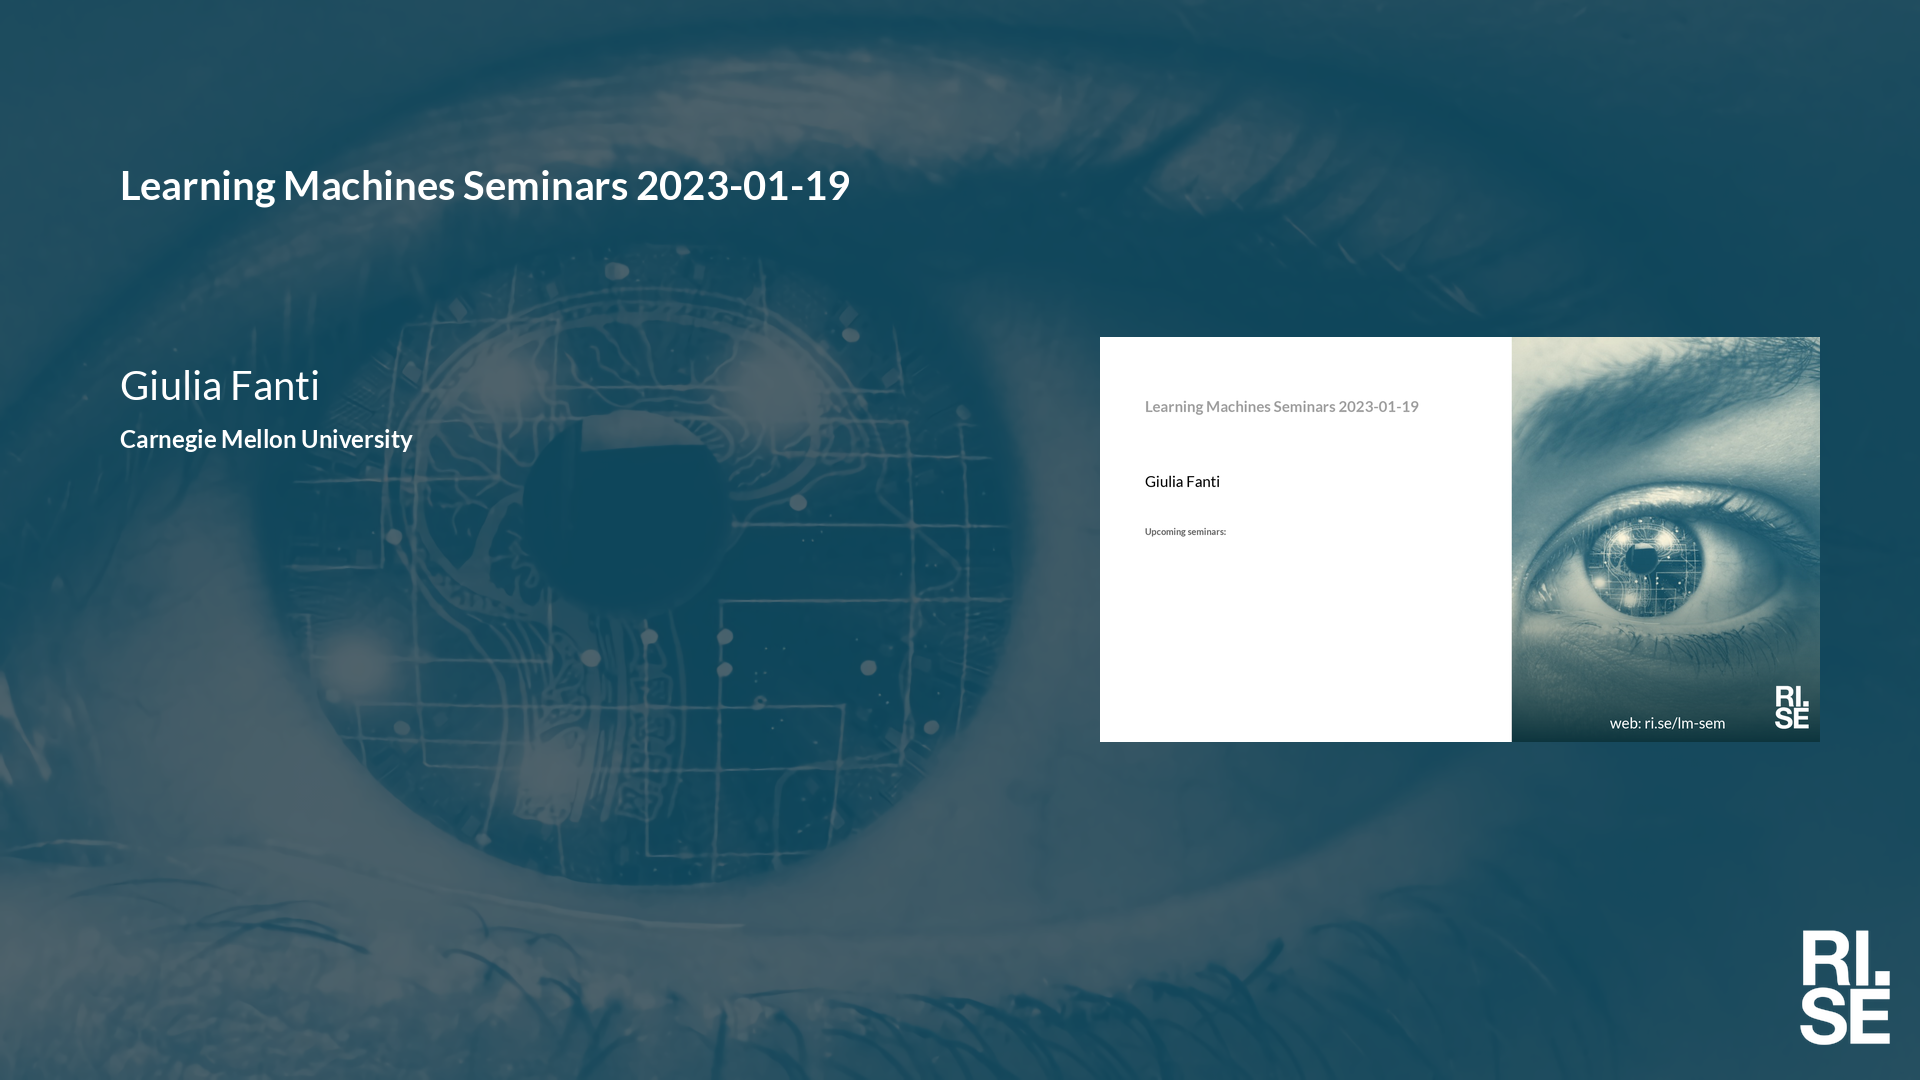 Learning Machines Seminars 2023-01-19
Giulia Fanti
Carnegie Mellon University
Learning Machines Seminars 2023-01-19
Giulia Fanti
Upcoming seminars:
web: ri.se/lm-sem
RI.
SE
RI.
SE